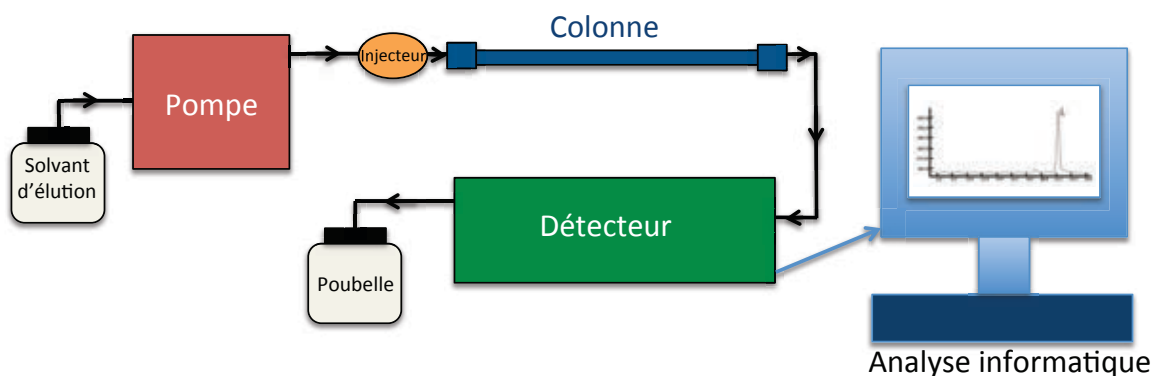 Colonne
Injecteur
Pompe
Solvant
d’élution
Détecteur
Poubelle
Analyse informatique